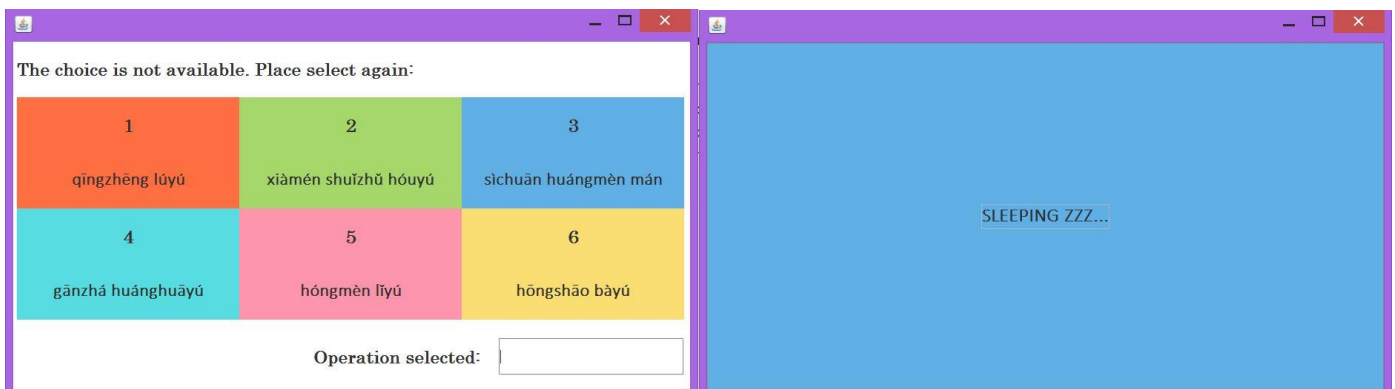 The choice is not available. Place select again:
1
qīngzhēng lúyú
2
xiàmén shuǐzhǔ hóuyú
3
sìchuān huángmèn mán
4
gānzhá huánghuāyú
5
hóngmèn lǐyú
6
hōngshāo bàyú
Operation selected:
SLEEPING ZZZ...